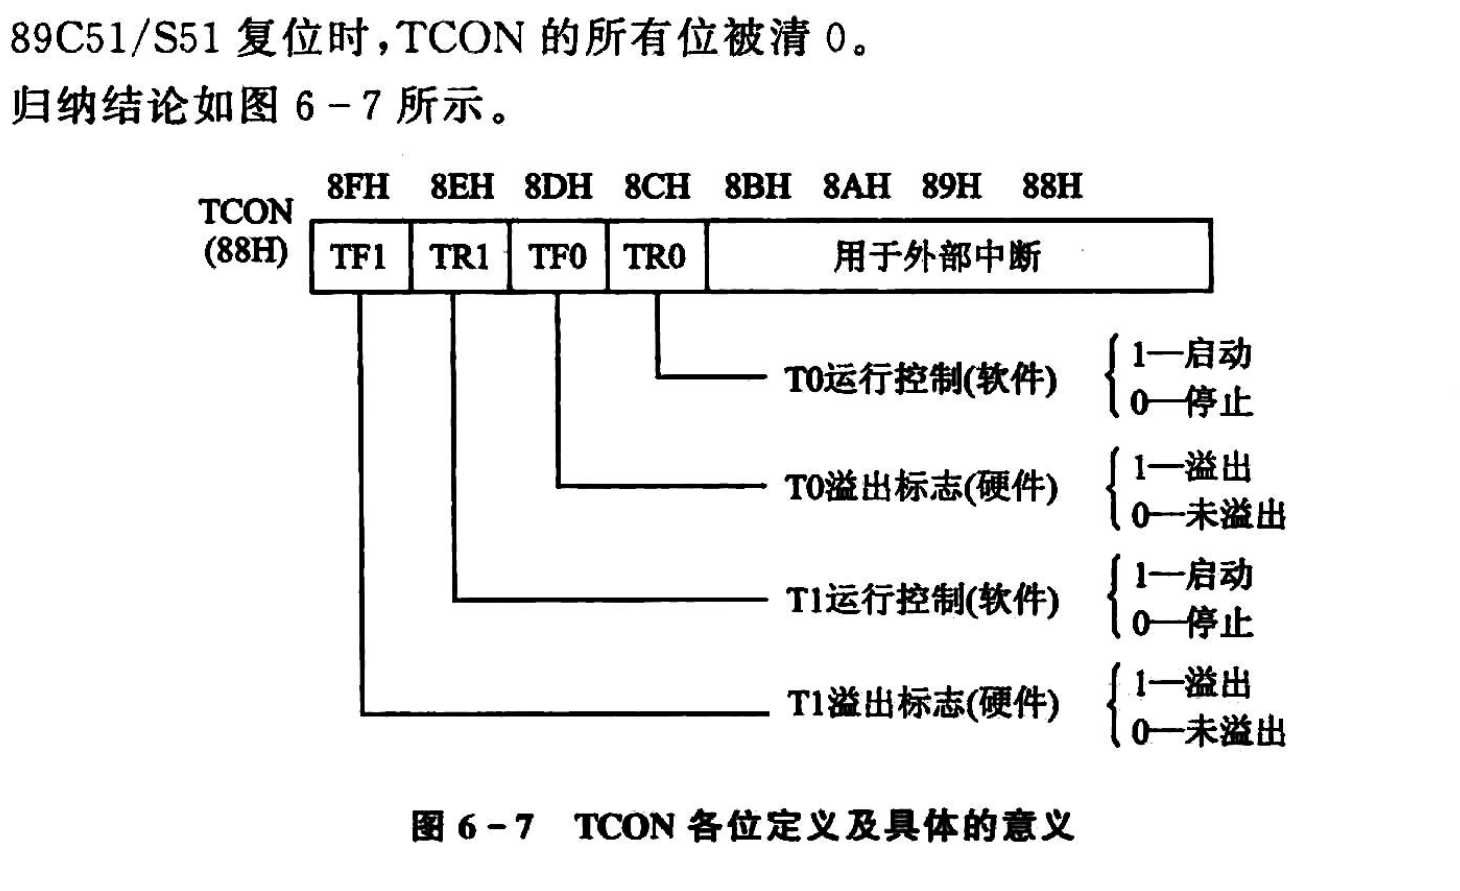 89C51/S51 复位时,TCON 的所有位被清 0。
归纳结论如图 6-7 所示。
8FH 8EH 8DH 8CH 8BH 8AH 89H 88H
TCON
(88H)
TF1 TR1 TF0 TR0 用于外部中断
T0运行控制(软件) 1—启动
0—停止
T0溢出标志(硬件) 1—溢出
0—未溢出
T1运行控制(软件) 1—启动
0—停止
T1溢出标志(硬件) 1—溢出
0—未溢出
图 6-7 TCON 各位定义及具体的意义